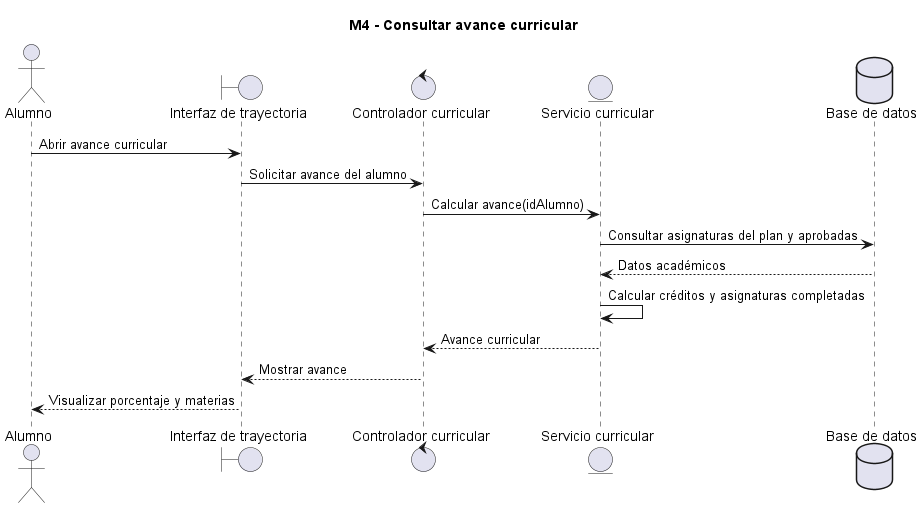 M4 - Consultar avance curricular
Alumno
Interfaz de trayectoria
Controlador curricular
Servicio curricular
Base de datos
Abrir avance curricular
Solicitar avance del alumno
Calcular avance(idAlumno)
Consultar asignaturas del plan y aprobadas
Datos académicos
Calcular créditos y asignaturas completadas
Avance curricular
Mostrar avance
Visualizar porcentaje y materias
Alumno
Interfaz de trayectoria
Controlador curricular
Servicio curricular
Base de datos